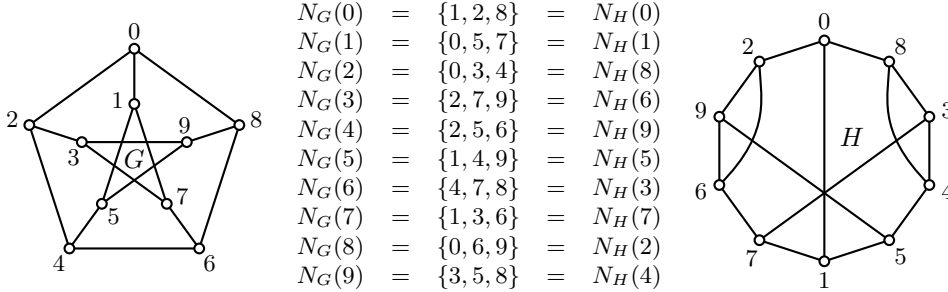 0
2
1
3
9
8
G
5
7
4
6
N_G(0) = {1, 2, 8} = N_H(0)
N_G(1) = {0, 5, 7} = N_H(1)
N_G(2) = {0, 3, 4} = N_H(8)
N_G(3) = {2, 7, 9} = N_H(6)
N_G(4) = {2, 5, 6} = N_H(9)
N_G(5) = {1, 4, 9} = N_H(5)
N_G(6) = {4, 7, 8} = N_H(3)
N_G(7) = {1, 3, 6} = N_H(7)
N_G(8) = {0, 6, 9} = N_H(2)
N_G(9) = {3, 5, 8} = N_H(4)
0
2
8
9
3
H
6
4
7
5
1